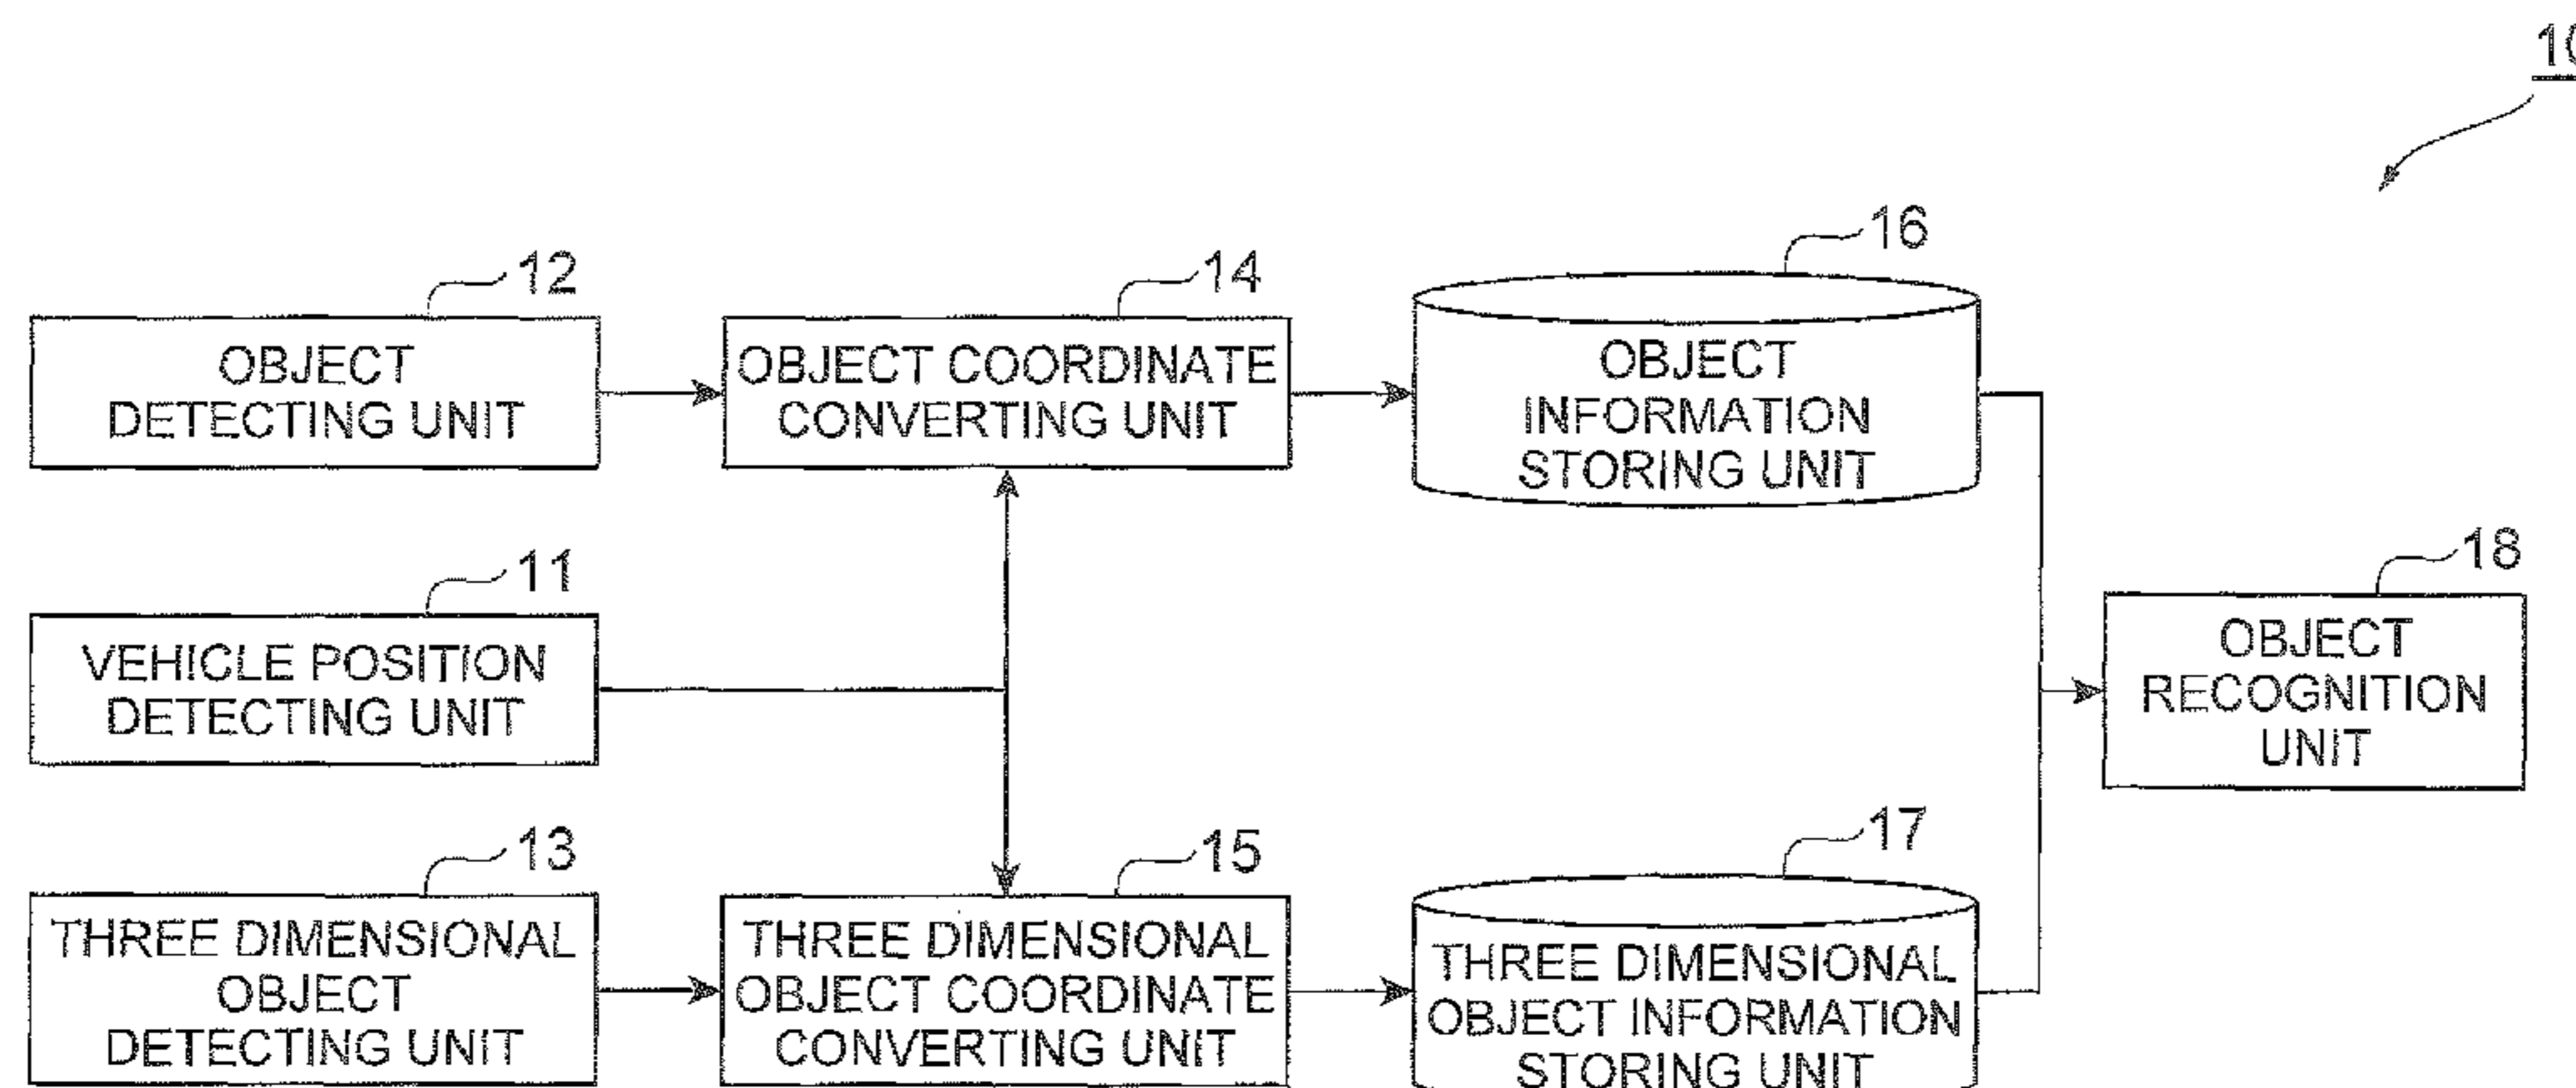 10
12
OBJECT
DETECTING UNIT
14
OBJECT COORDINATE
CONVERTING UNIT
16
OBJECT
INFORMATION
STORING UNIT
11
VEHICLE POSITION
DETECTING UNIT
18
OBJECT
RECOGNITION
UNIT
13
THREE DIMENSIONAL
OBJECT
DETECTING UNIT
15
THREE DIMENSIONAL
OBJECT COORDINATE
CONVERTING UNIT
17
THREE DIMENSIONAL
OBJECT INFORMATION
STORING UNIT